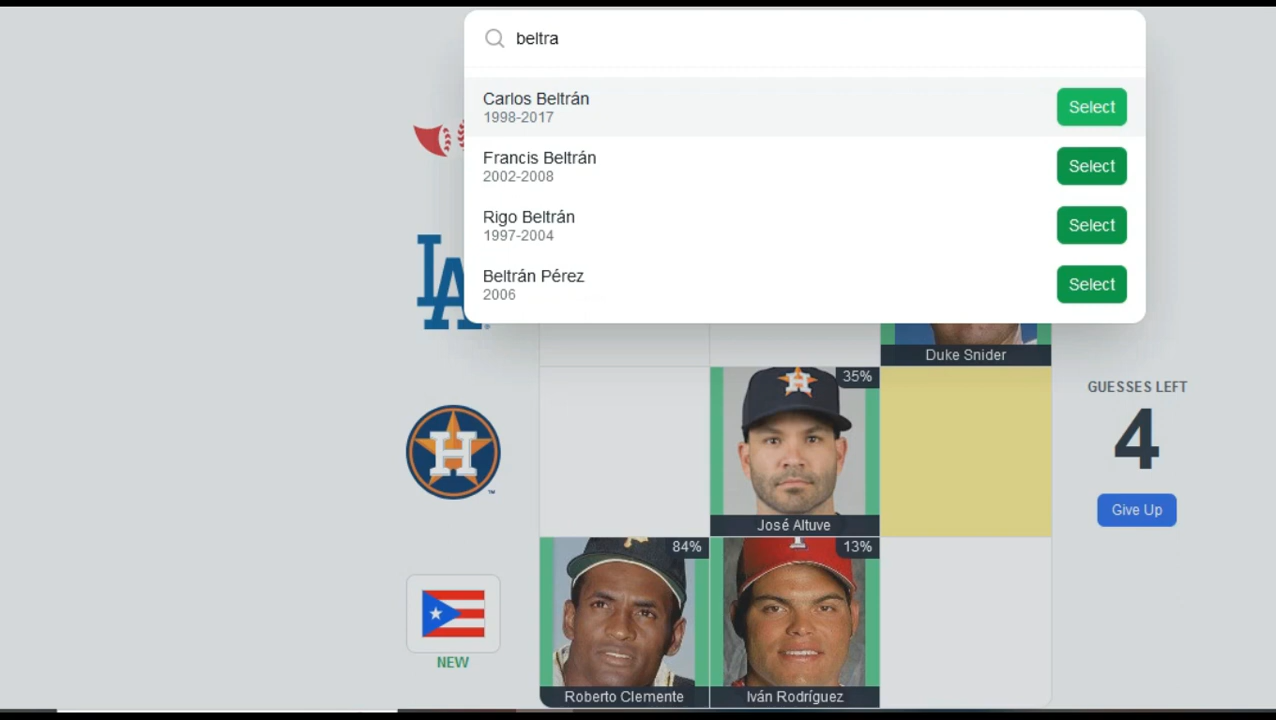 beltra
Carlos Beltrán
1998-2017
Select
Francis Beltrán
2002-2008
Select
Rigo Beltrán
1997-2004
Select
Beltrán Pérez
2006
Select
LA
Duke Snider
GUESSES LEFT
4
Give Up
H
35%
José Altuve
84%
13%
NEW
Roberto Clemente
Iván Rodríguez